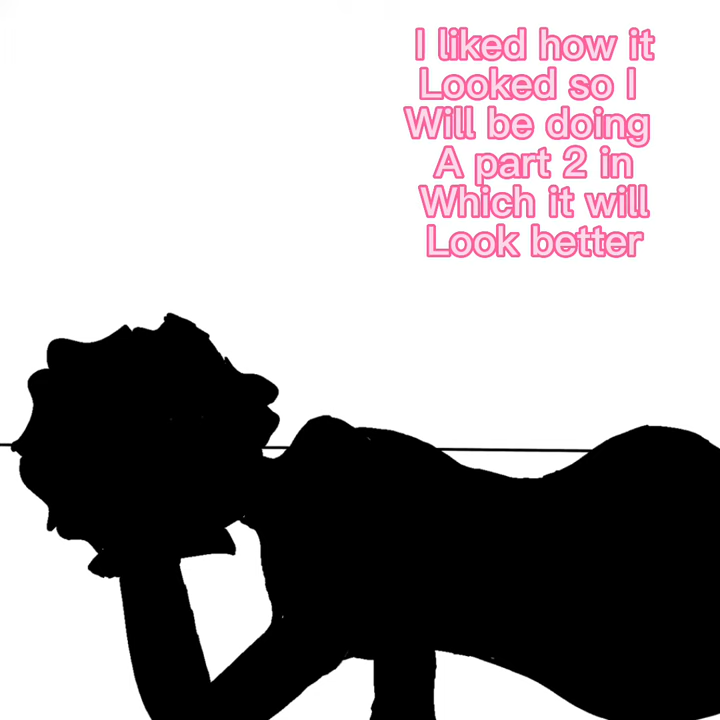 I liked how it
Looked so I
Will be doing
A part 2 in
Which it will
Look better